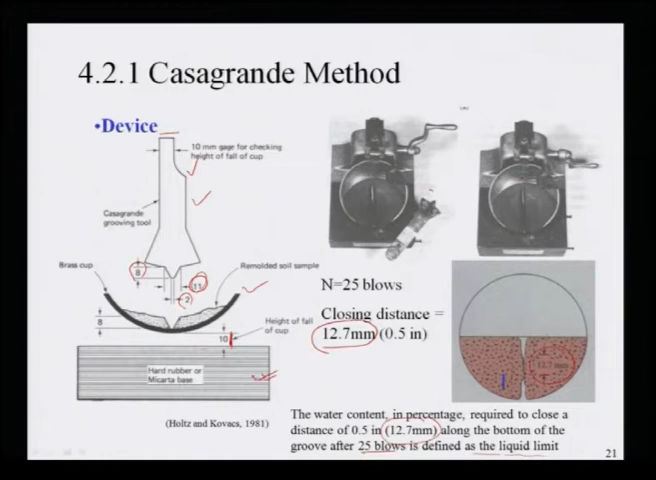 4.2.1 Casagrande Method
•Device
10 mm gage for checking
height of fall of cup
Casagrande
grooving tool
Brass cup
8
11
2
Remolded soil sample
8
Height of fall
of cup
10
Hard rubber or
Micarta base
(Holtz and Kovacs, 1981)
N=25 blows
Closing distance =
12.7mm (0.5 in)
12.7 mm
The water content, in percentage, required to close a
distance of 0.5 in (12.7mm) along the bottom of the
groove after 25 blows is defined as the liquid limit
21